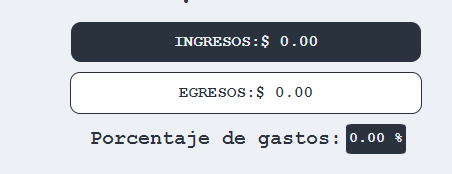 INGRESOS:$ 0.00
EGRESOS:$ 0.00
Porcentaje de gastos: 0.00 %